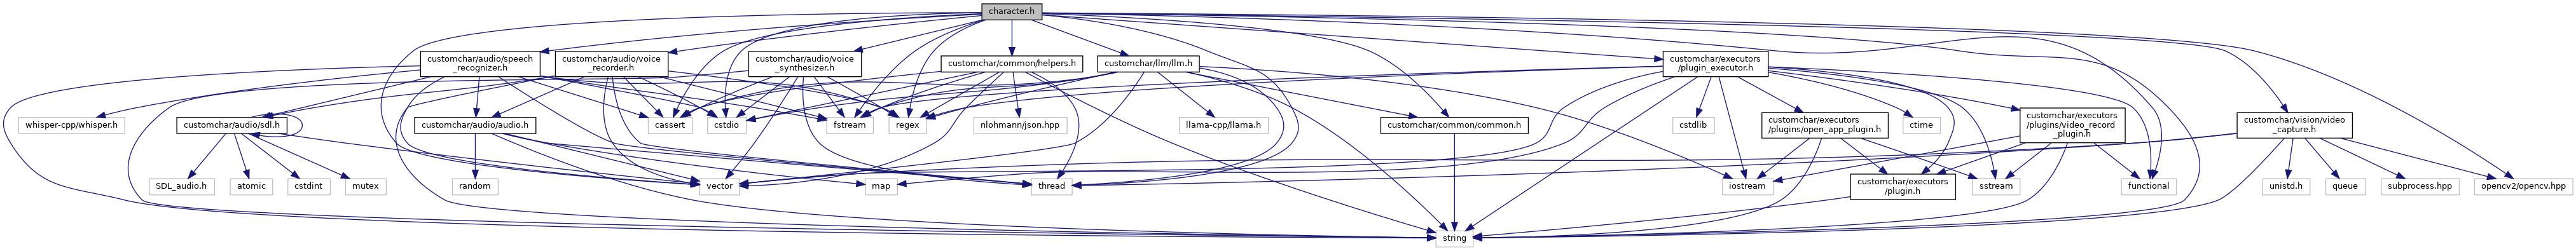 character.h
customchar/audio/speech
_recognizer.h
customchar/audio/voice
_recorder.h
customchar/audio/voice
_synthesizer.h
customchar/common/helpers.h
customchar/llm/llm.h
customchar/executors
/plugin_executor.h
whisper-cpp/whisper.h
customchar/audio/sdl.h
customchar/audio/audio.h
cassert
cstdio
fstream
regex
nlohmann/json.hpp
llama-cpp/llama.h
customchar/common/common.h
cstdlib
customchar/executors
/plugins/open_app_plugin.h
ctime
customchar/executors
/plugins/video_record
_plugin.h
customchar/vision/video
_capture.h
SDL_audio.h
atomic
cstdint
mutex
random
vector
map
thread
iostream
customchar/executors
/plugin.h
sstream
functional
unistd.h
queue
subprocess.hpp
opencv2/opencv.hpp
string